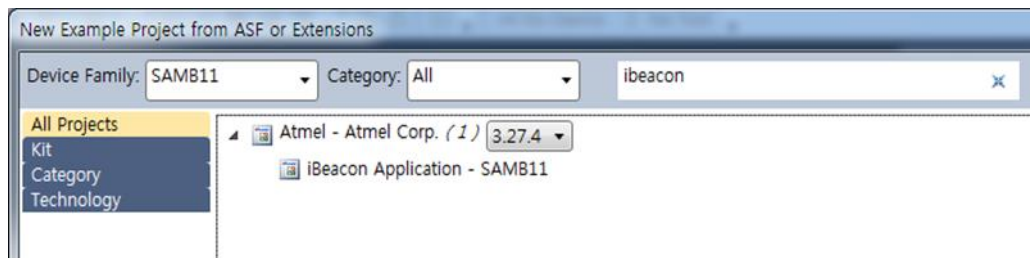 New Example Project from ASF or Extensions
Device Family: SAMB11 Category: All ibeacon
All Projects
Kit
Category
Technology
Atmel - Atmel Corp. (1) 3.27.4
iBeacon Application - SAMB11